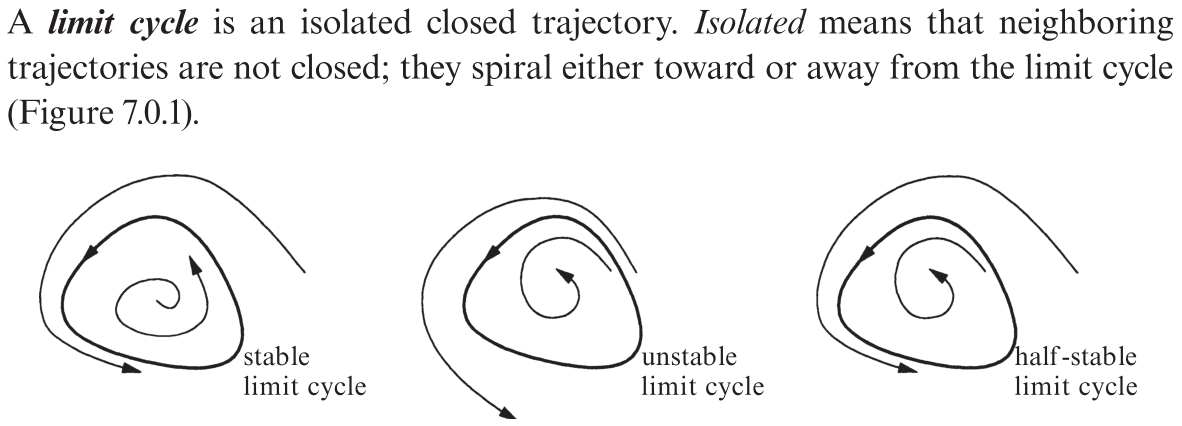 A limit cycle is an isolated closed trajectory. Isolated means that neighboring
trajectories are not closed; they spiral either toward or away from the limit cycle
(Figure 7.0.1).
stable
limit cycle
unstable
limit cycle
half-stable
limit cycle